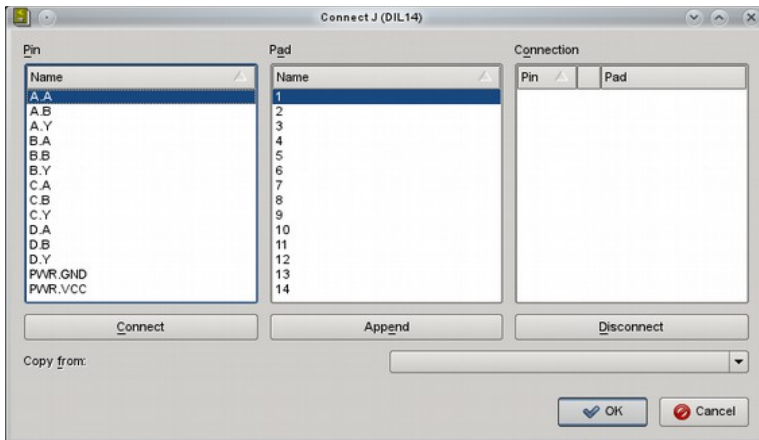 Connect J (DIL14)
Pin
Pad
Connection
Name
Name
Pin
Pad
A.A
A.B
A.Y
B.A
B.B
B.Y
C.A
C.B
C.Y
D.A
D.B
D.Y
PWR.GND
PWR.VCC
1
2
3
4
5
6
7
8
9
10
11
12
13
14
Connect
Append
Disconnect
Copy from:
OK
Cancel